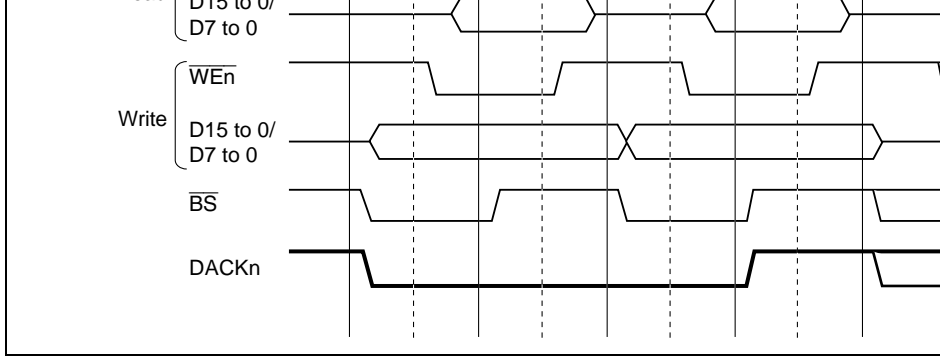 D15 to 0/
D7 to 0
WEn
Write
D15 to 0/
D7 to 0
BS
DACKn